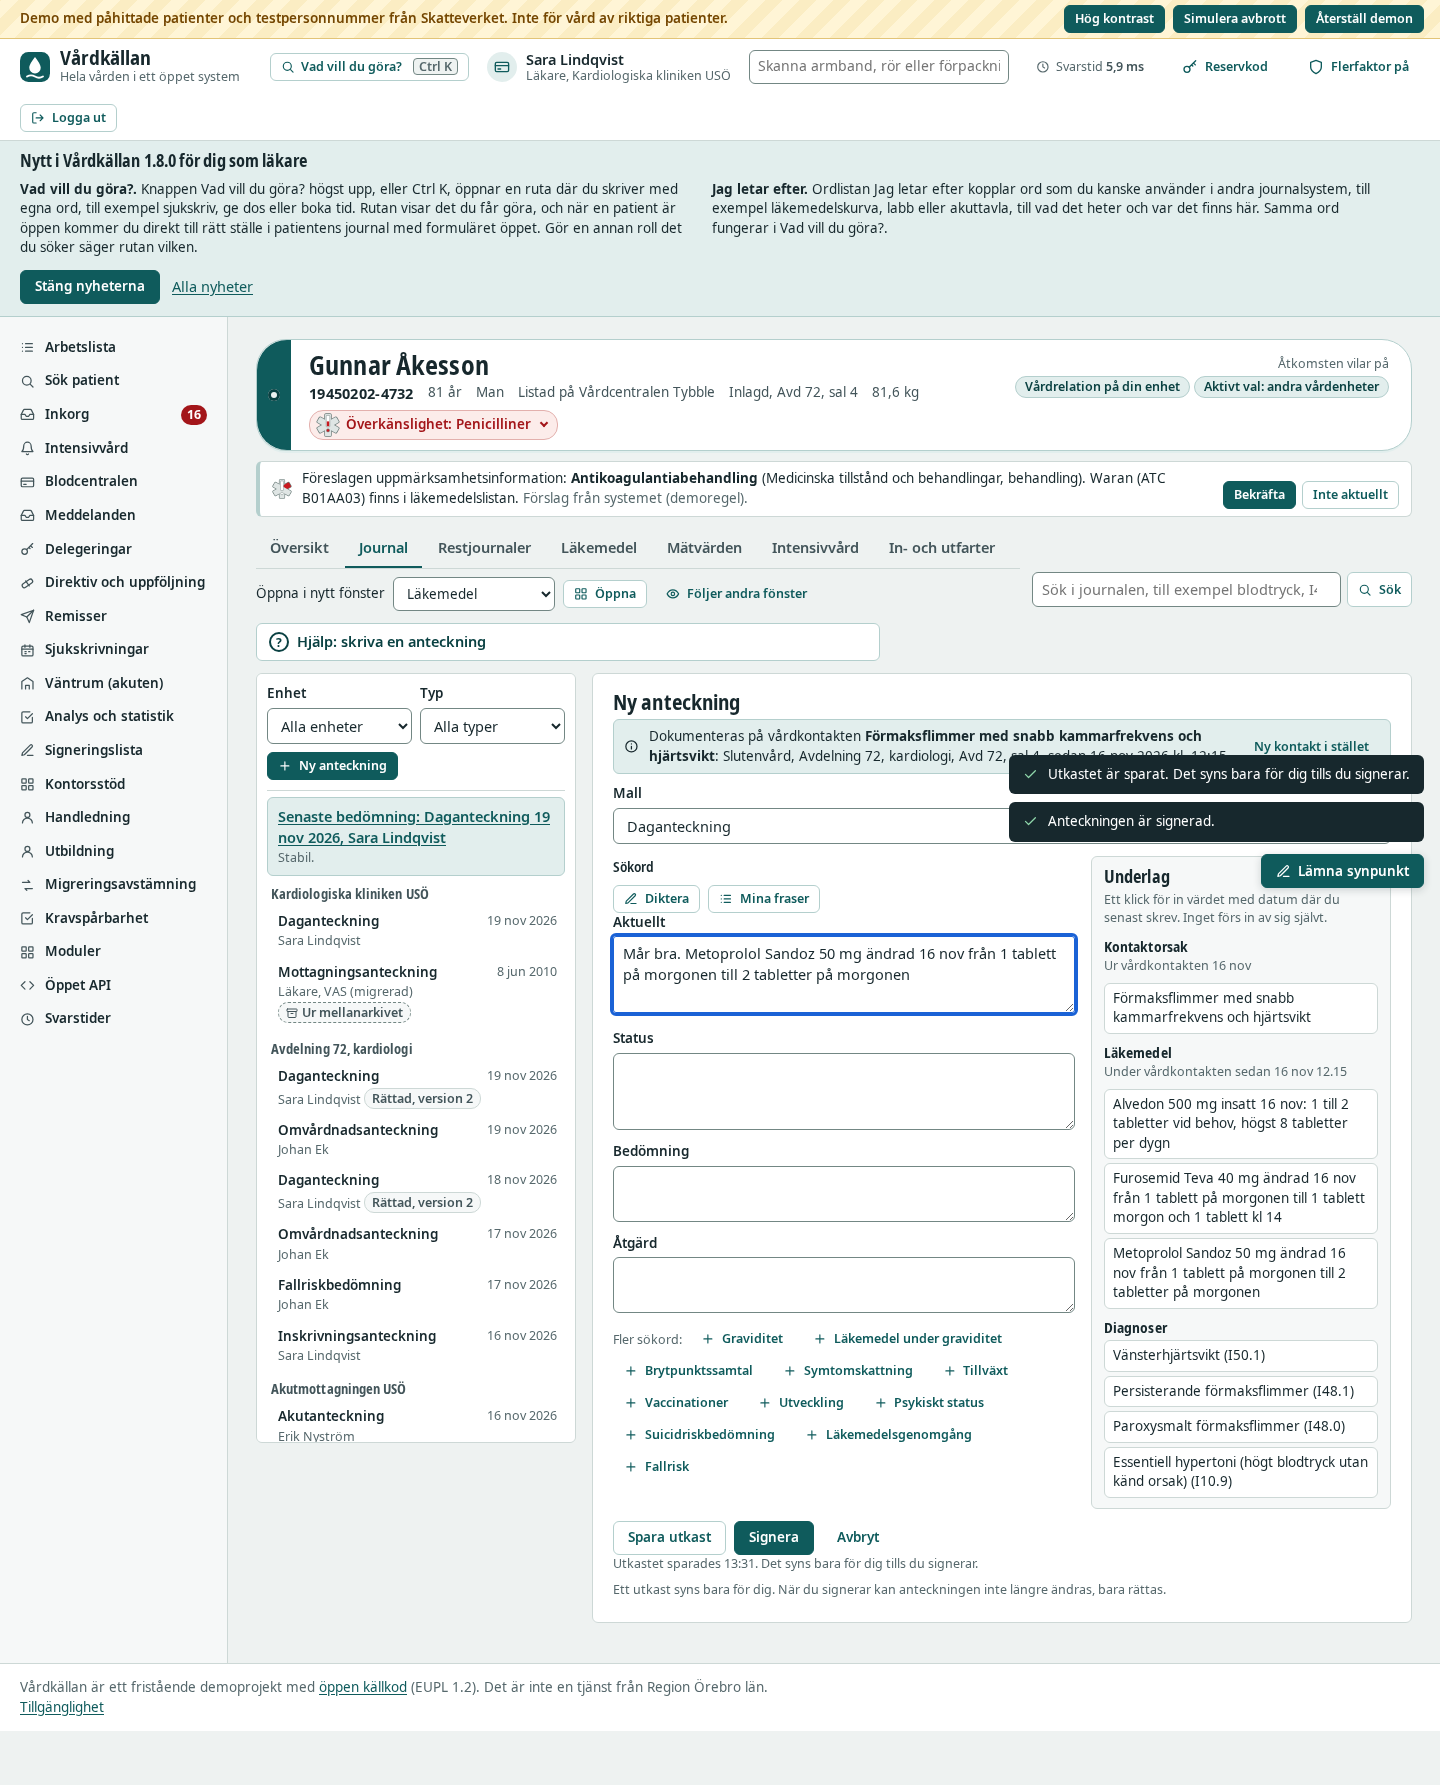 Demo med påhittade patienter och testpersonnummer från Skatteverket. Inte för vård av riktiga patienter.
Hög kontrast
Simulera avbrott
Återställ demon
Vårdkällan
Hela vården i ett öppet system
Vad vill du göra? Ctrl K
Sara Lindqvist
Läkare, Kardiologiska kliniken USÖ
Skanna armband, rör eller förpackni
Svarstid 5,9 ms
Reservkod
Flerfaktor på
Logga ut
Nytt i Vårdkällan 1.8.0 för dig som läkare
Vad vill du göra?. Knappen Vad vill du göra? högst upp, eller Ctrl K, öppnar en ruta där du skriver med
egna ord, till exempel sjukskriv, ge dos eller boka tid. Rutan visar det du får göra, och när en patient är
öppen kommer du direkt till rätt ställe i patientens journal med formuläret öppet. Gör en annan roll det
du söker säger rutan vilken.
Jag letar efter. Ordlistan Jag letar efter kopplar ord som du kanske använder i andra journalsystem, till
exempel läkemedelskurva, labb eller akuttavla, till vad det heter och var det finns här. Samma ord
fungerar i Vad vill du göra?.
Stäng nyheterna
Alla nyheter
Arbetslista
Sök patient
Inkorg 16
Intensivvård
Blodcentralen
Meddelanden
Delegeringar
Direktiv och uppföljning
Remisser
Sjukskrivningar
Väntrum (akuten)
Analys och statistik
Signeringslista
Kontorsstöd
Handledning
Utbildning
Migreringsavstämning
Kravspårbarhet
Moduler
Öppet API
Svarstider
Gunnar Åkesson
19450202-4732 81 år Man Listad på Vårdcentralen Tybble Inlagd, Avd 72, sal 4 81,6 kg
Överkänslighet: Penicilliner
Åtkomsten vilar på
Vårdrelation på din enhet
Aktivt val: andra vårdenheter
Föreslagen uppmärksamhetsinformation: Antikoagulantiabehandling (Medicinska tillstånd och behandlingar, behandling). Waran (ATC
B01AA03) finns i läkemedelslistan. Förslag från systemet (demoregel).
Bekräfta
Inte aktuellt
Översikt
Journal
Restjournaler
Läkemedel
Mätvärden
Intensivvård
In- och utfarter
Öppna i nytt fönster
Läkemedel
Öppna
Följer andra fönster
Sök i journalen, till exempel blodtryck, I4
Sök
? Hjälp: skriva en anteckning
Enhet
Typ
Alla enheter
Alla typer
Ny anteckning
Senaste bedömning: Daganteckning 19
nov 2026, Sara Lindqvist
Stabil.
Kardiologiska kliniken USÖ
Daganteckning 19 nov 2026
Sara Lindqvist
Mottagningsanteckning 8 jun 2010
Läkare, VAS (migrerad)
Ur mellanarkivet
Avdelning 72, kardiologi
Daganteckning 19 nov 2026
Sara Lindqvist Rättad, version 2
Omvårdnadsanteckning 19 nov 2026
Johan Ek
Daganteckning 18 nov 2026
Sara Lindqvist Rättad, version 2
Omvårdnadsanteckning 17 nov 2026
Johan Ek
Fallriskbedömning 17 nov 2026
Johan Ek
Inskrivningsanteckning 16 nov 2026
Sara Lindqvist
Akutmottagningen USÖ
Akutanteckning 16 nov 2026
Erik Nyström
Ny anteckning
Dokumenteras på vårdkontakten Förmaksflimmer med snabb kammarfrekvens och
hjärtsvikt: Slutenvård, Avdelning 72, kardiologi, Avd 72, sal 4, sedan 16 nov 2026 kl. 12:15
Ny kontakt i stället
Utkastet är sparat. Det syns bara för dig tills du signerar.
Anteckningen är signerad.
Lämna synpunkt
Mall
Daganteckning
Sökord
Diktera
Mina fraser
Aktuellt
Mår bra. Metoprolol Sandoz 50 mg ändrad 16 nov från 1 tablett
på morgonen till 2 tabletter på morgonen
Status
Bedömning
Åtgärd
Fler sökord:
Graviditet
Läkemedel under graviditet
Brytpunktssamtal
Symtomskattning
Tillväxt
Vaccinationer
Utveckling
Psykiskt status
Suicidriskbedömning
Läkemedelsgenomgång
Fallrisk
Underlag
Ett klick för in värdet med datum där du
senast skrev. Inget förs in av sig självt.
Kontaktorsak
Ur vårdkontakten 16 nov
Förmaksflimmer med snabb
kammarfrekvens och hjärtsvikt
Läkemedel
Under vårdkontakten sedan 16 nov 12.15
Alvedon 500 mg insatt 16 nov: 1 till 2
tabletter vid behov, högst 8 tabletter
per dygn
Furosemid Teva 40 mg ändrad 16 nov
från 1 tablett på morgonen till 1 tablett
morgon och 1 tablett kl 14
Metoprolol Sandoz 50 mg ändrad 16
nov från 1 tablett på morgonen till 2
tabletter på morgonen
Diagnoser
Vänsterhjärtsvikt (I50.1)
Persisterande förmaksflimmer (I48.1)
Paroxysmalt förmaksflimmer (I48.0)
Essentiell hypertoni (högt blodtryck utan
känd orsak) (I10.9)
Spara utkast
Signera
Avbryt
Utkastet sparades 13:31. Det syns bara för dig tills du signerar.
Ett utkast syns bara för dig. När du signerar kan anteckningen inte längre ändras, bara rättas.
Vårdkällan är ett fristående demoprojekt med öppen källkod (EUPL 1.2). Det är inte en tjänst från Region Örebro län.
Tillgänglighet